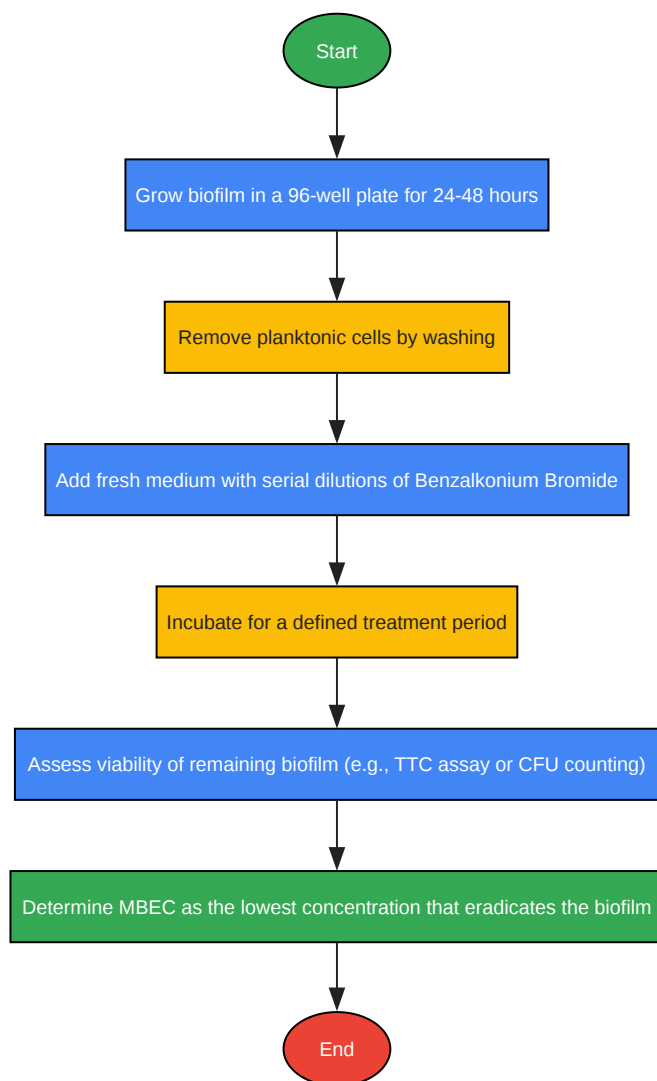 Start
Grow biofilm in a 96-well plate for 24-48 hours
Remove planktonic cells by washing
Add fresh medium with serial dilutions of Benzalkonium Bromide
Incubate for a defined treatment period
Assess viability of remaining biofilm (e.g., TTC assay or CFU counting)
Determine MBEC as the lowest concentration that eradicates the biofilm
End